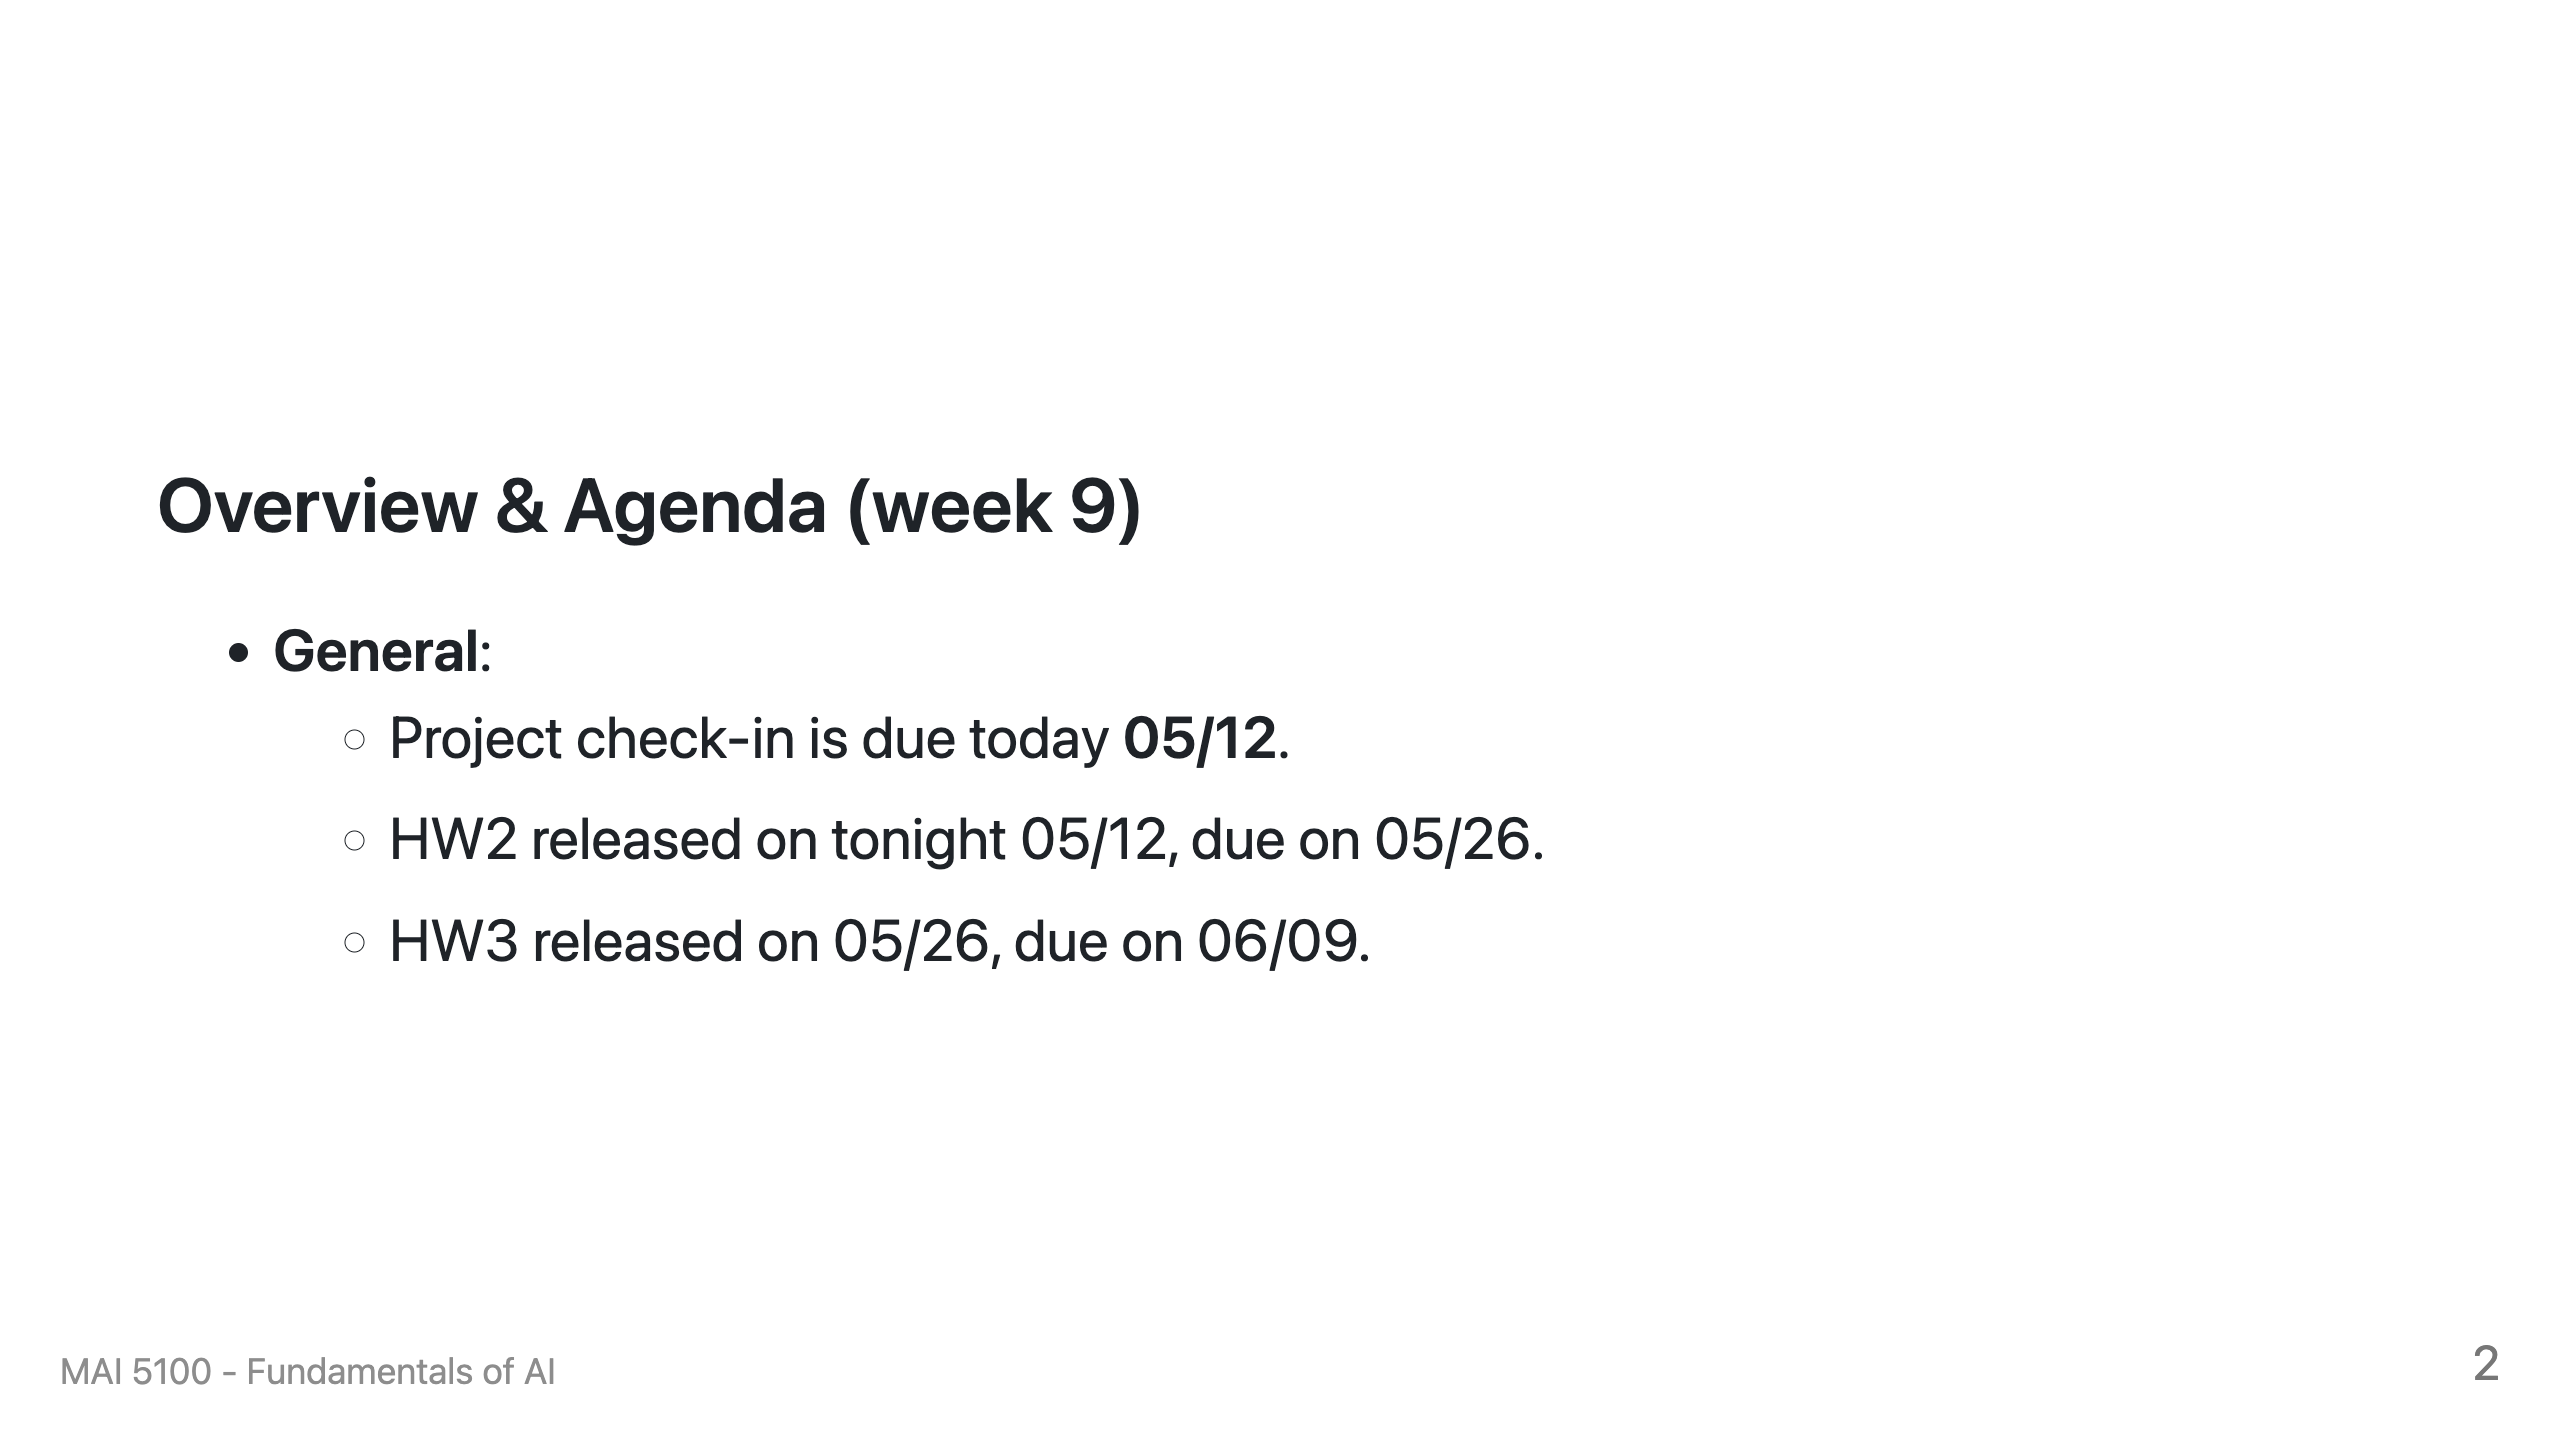 Overview & Agenda (week 9)
• General:
○ Project check-in is due today 05/12.
○ HW2 released on tonight 05/12, due on 05/26.
○ HW3 released on 05/26, due on 06/09.
MAI 5100 - Fundamentals of AI
2